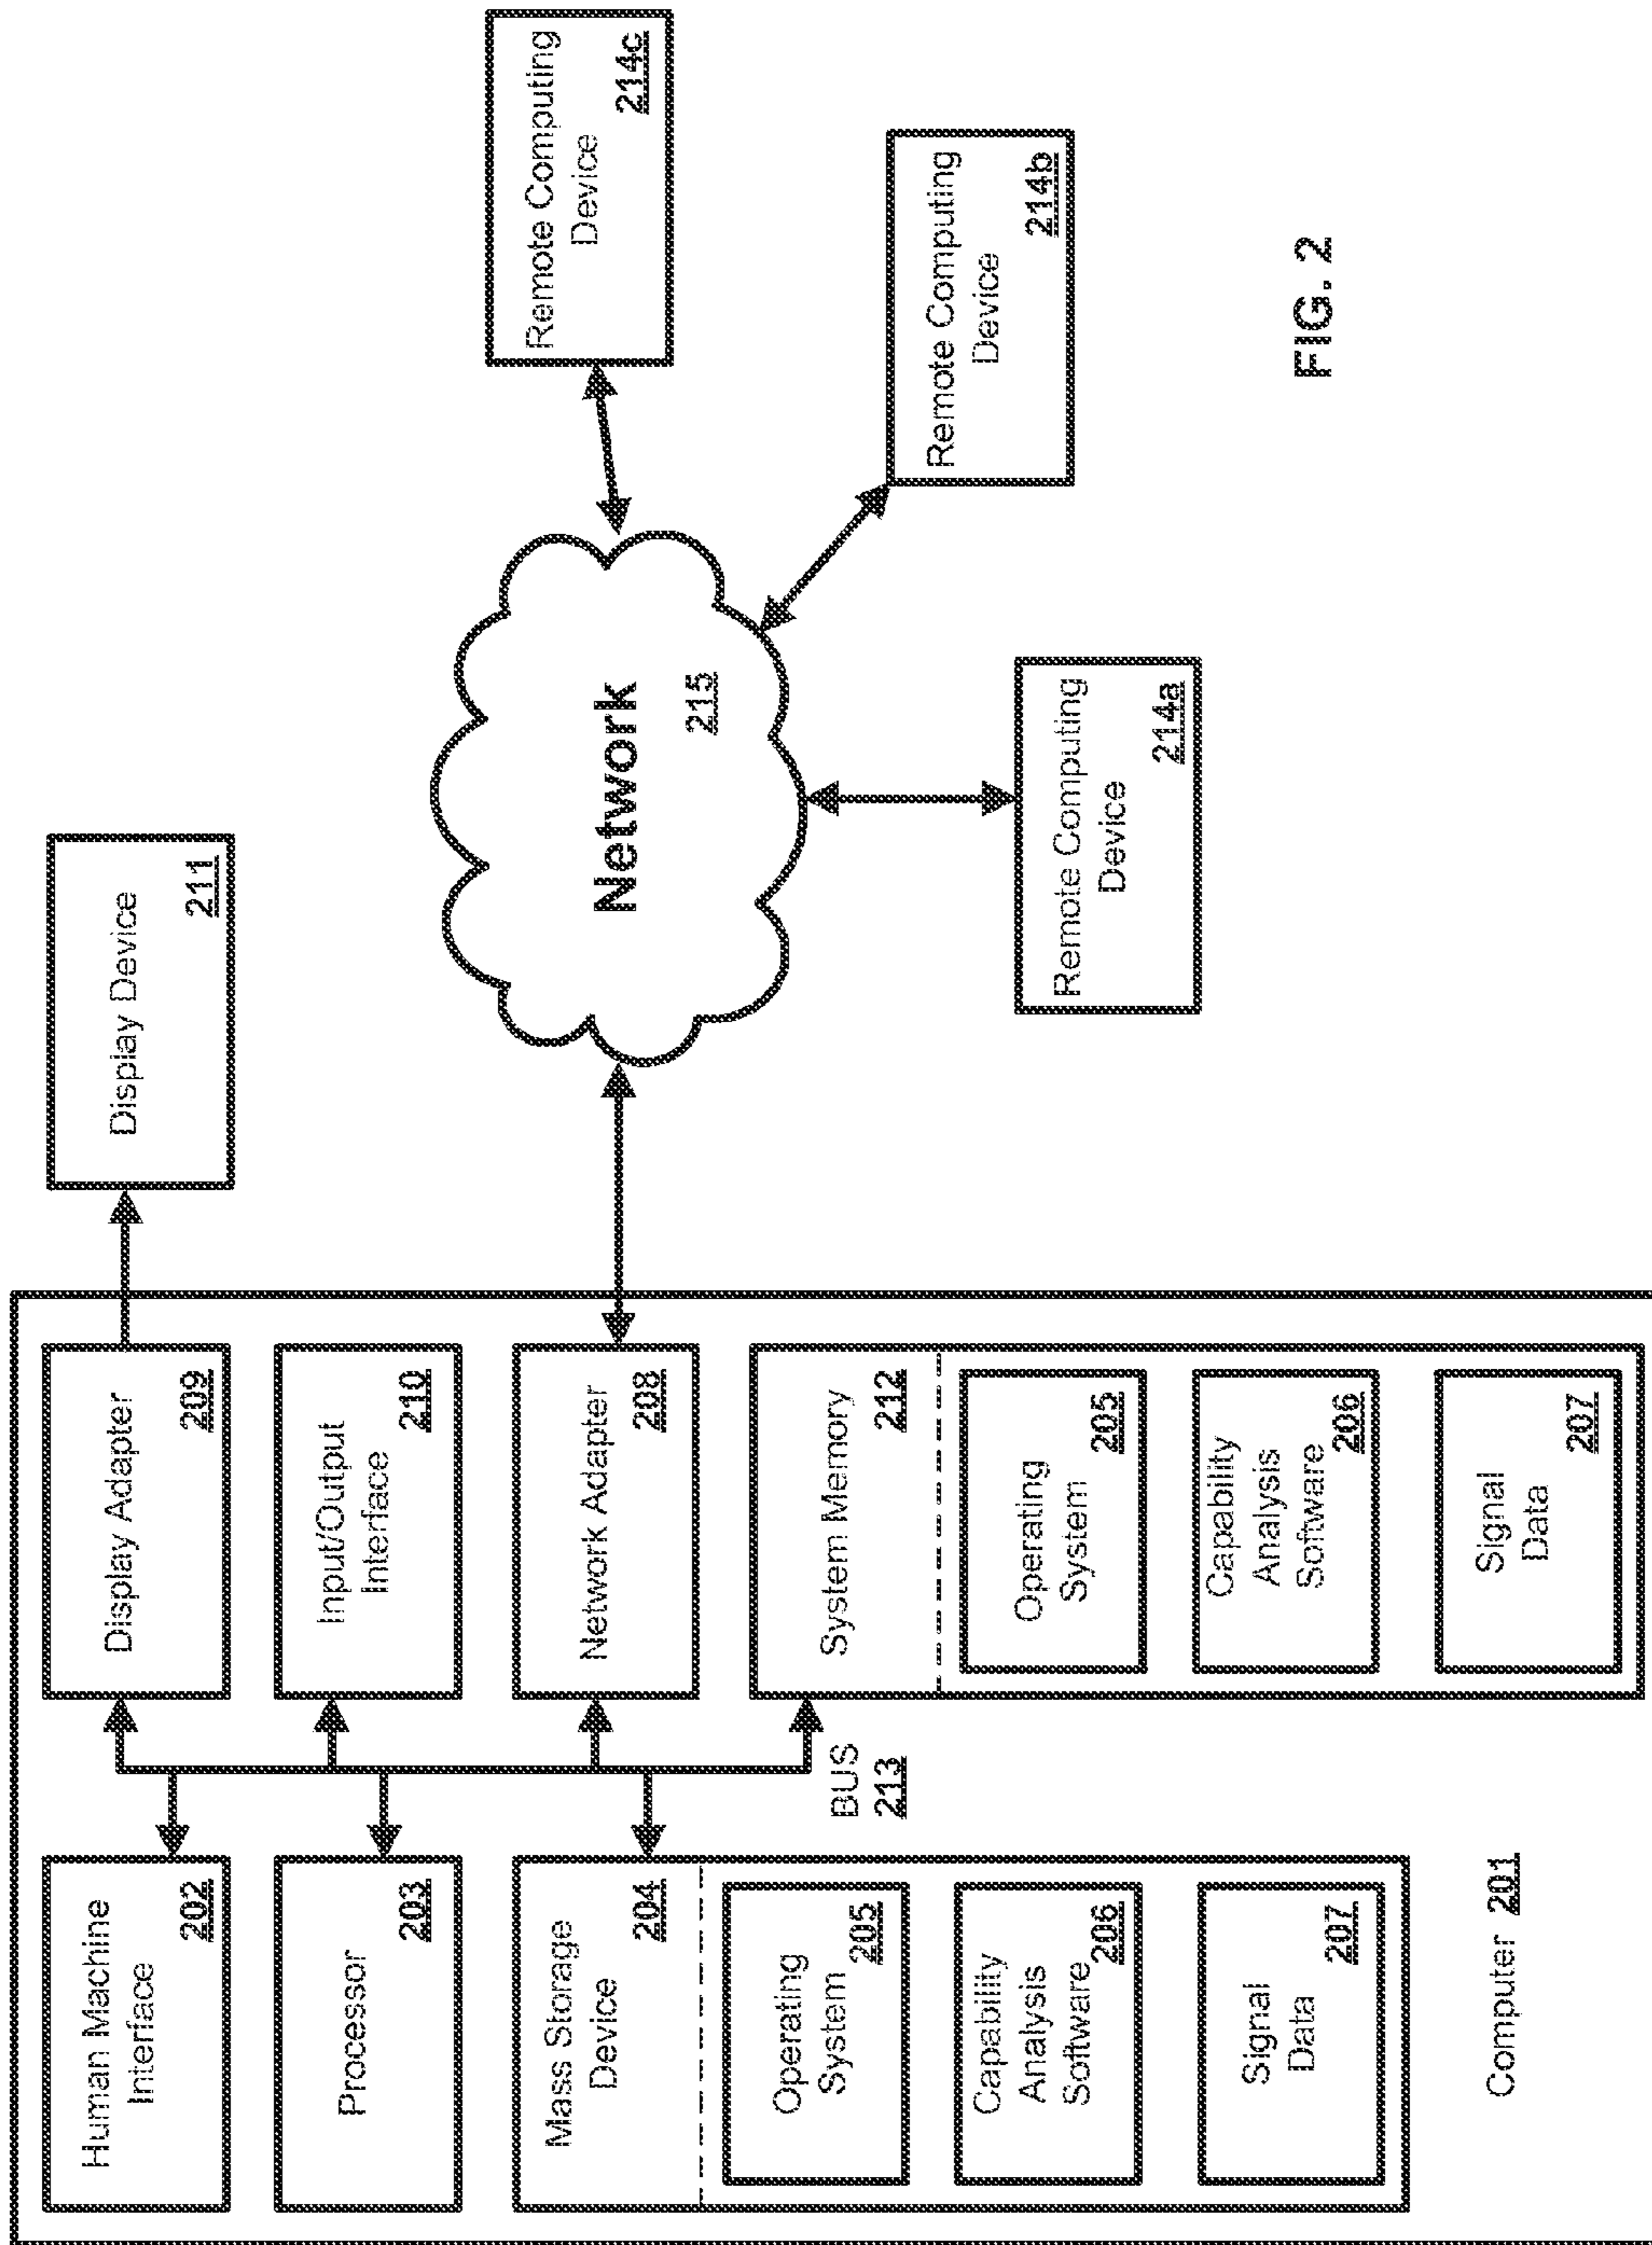 Human Machine
Interface
202
Processor
203
Mass Storage
Device
204
Operating
System
205
Capability
Analysis
Software
206
Signal
Data
207
Computer 201
BUS
213
Display Adapter
209
Input/Output
Interface
210
Network Adapter
208
System Memory
212
Operating
System
205
Capability
Analysis
Software
206
Signal
Data
207
Display Device
211
Network
215
Remote Computing
Device
214a
Remote Computing
Device
214b
Remote Computing
Device
214c
FIG. 2